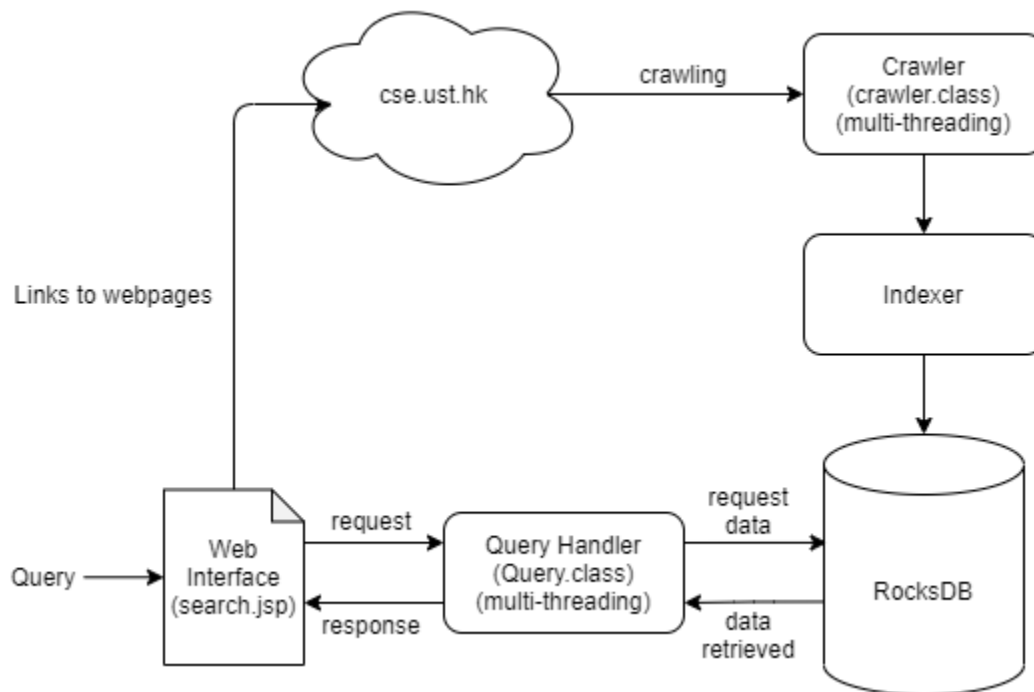 cse.ust.hk
crawling
Crawler
(crawler.class)
(multi-threading)
Links to webpages
Indexer
Query
Web
Interface
(search.jsp)
request
response
Query Handler
(Query.class)
(multi-threading)
request
data
data
retrieved
RocksDB